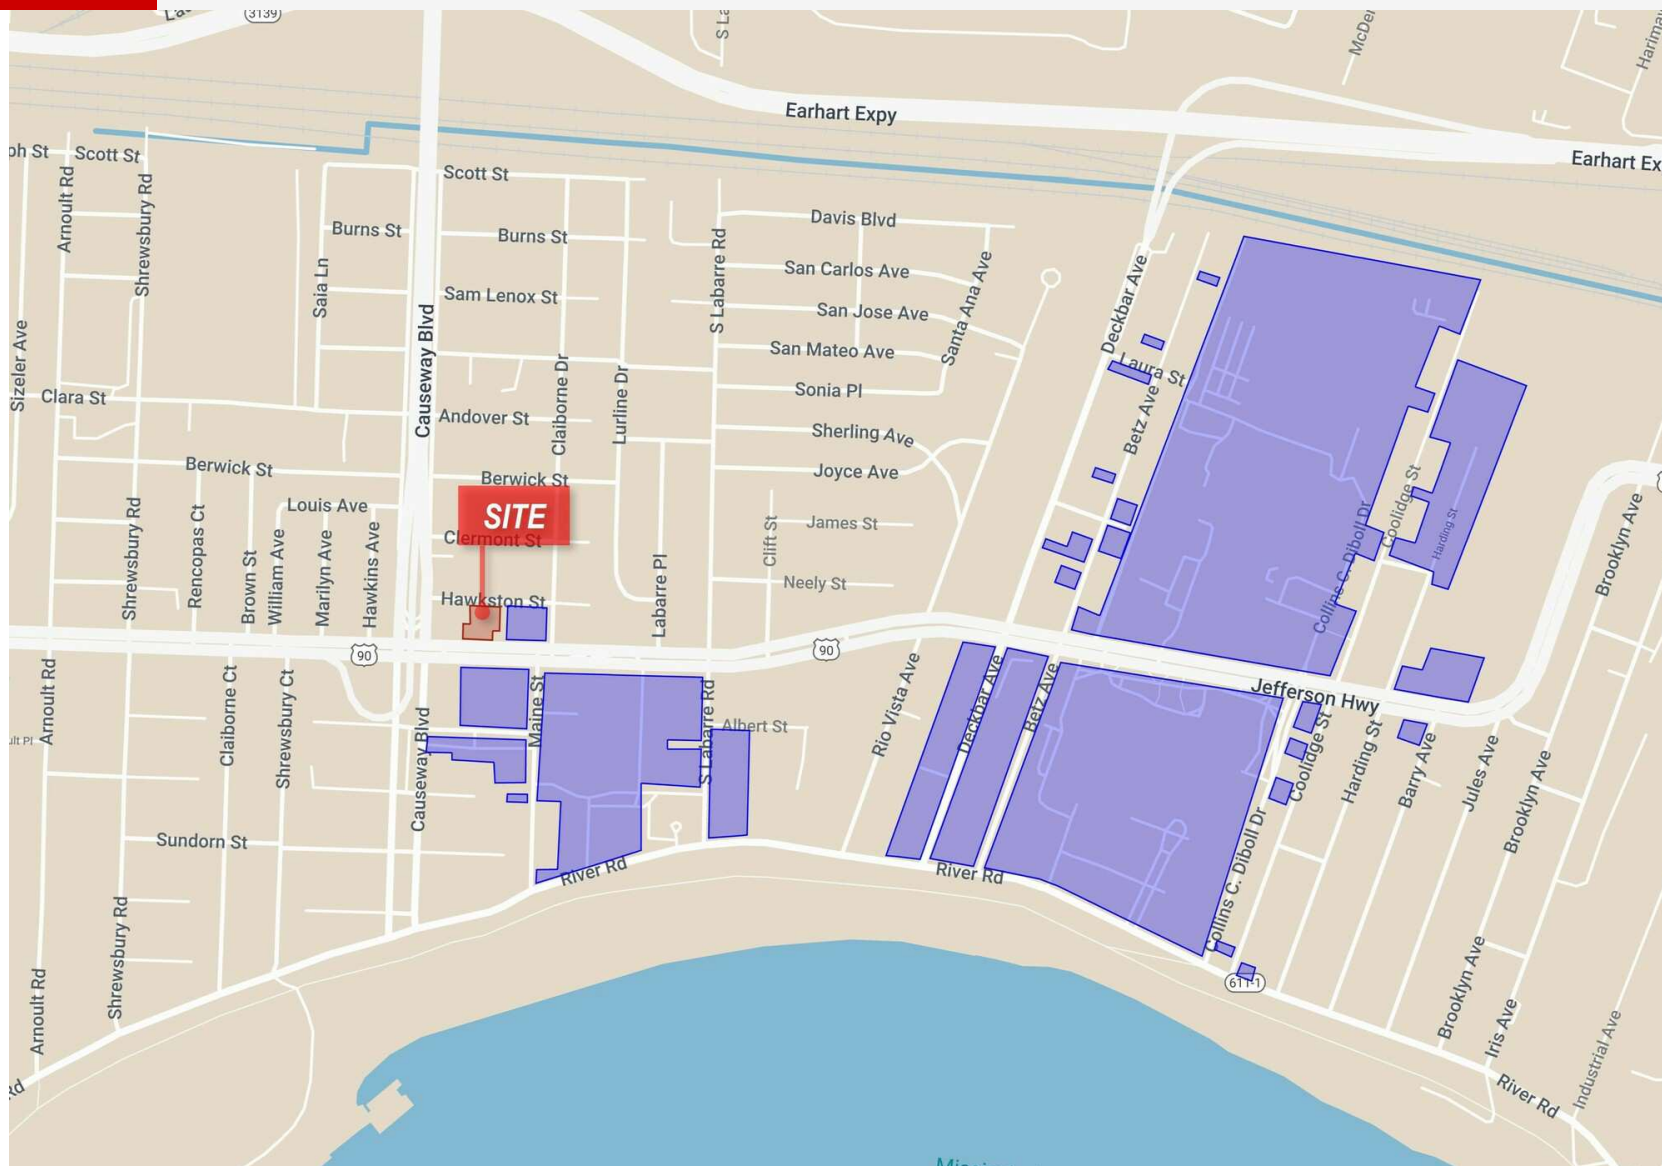 3139
S La
McDe
Harima
Earhart Expy
Earhart Ex
ph St
Scott St
Scott St
Arnoult Rd
Shrewsbury Rd
Burns St
Burns St
Davis Blvd
S Labarre Rd
San Carlos Ave
Santa Ana Ave
Deckbar Ave
Saia Ln
Sam Lenox St
San Jose Ave
Causeway Blvd
San Mateo Ave
Sizeler Ave
Laura St
Clara St
Sonia Pl
Claiborne Dr
Lurline Dr
Andover St
Sherling Ave
Betz Ave
Berwick St
Berwick St
Joyce Ave
Louis Ave
SITE
James St
Coolidge St
Harding St
Clermont St
Clift St
Shrewsbury Rd
Rencopas Ct
Brown St
William Ave
Marilyn Ave
Hawkins Ave
Brooklyn Ave
Neely St
Labarre Pl
Hawkston St
Collins C. Diboll Dr
90
90
Jefferson Hwy
Arnoult Rd
Claiborne Ct
Shrewsbury Ct
Maine St
S Labarre Rd
Albert St
Rio Vista Ave
Deckbar Ave
Betz Ave
ult Pl
Causeway Blvd
Coolidge St
Harding St
Barry Ave
Jules Ave
Brooklyn Ave
Sundorn St
River Rd
River Rd
Collins C. Diboll Dr
Shrewsbury Rd
611-1
Arnoult Rd
Brooklyn Ave
Iris Ave
Industrial Ave
Rd
River Rd